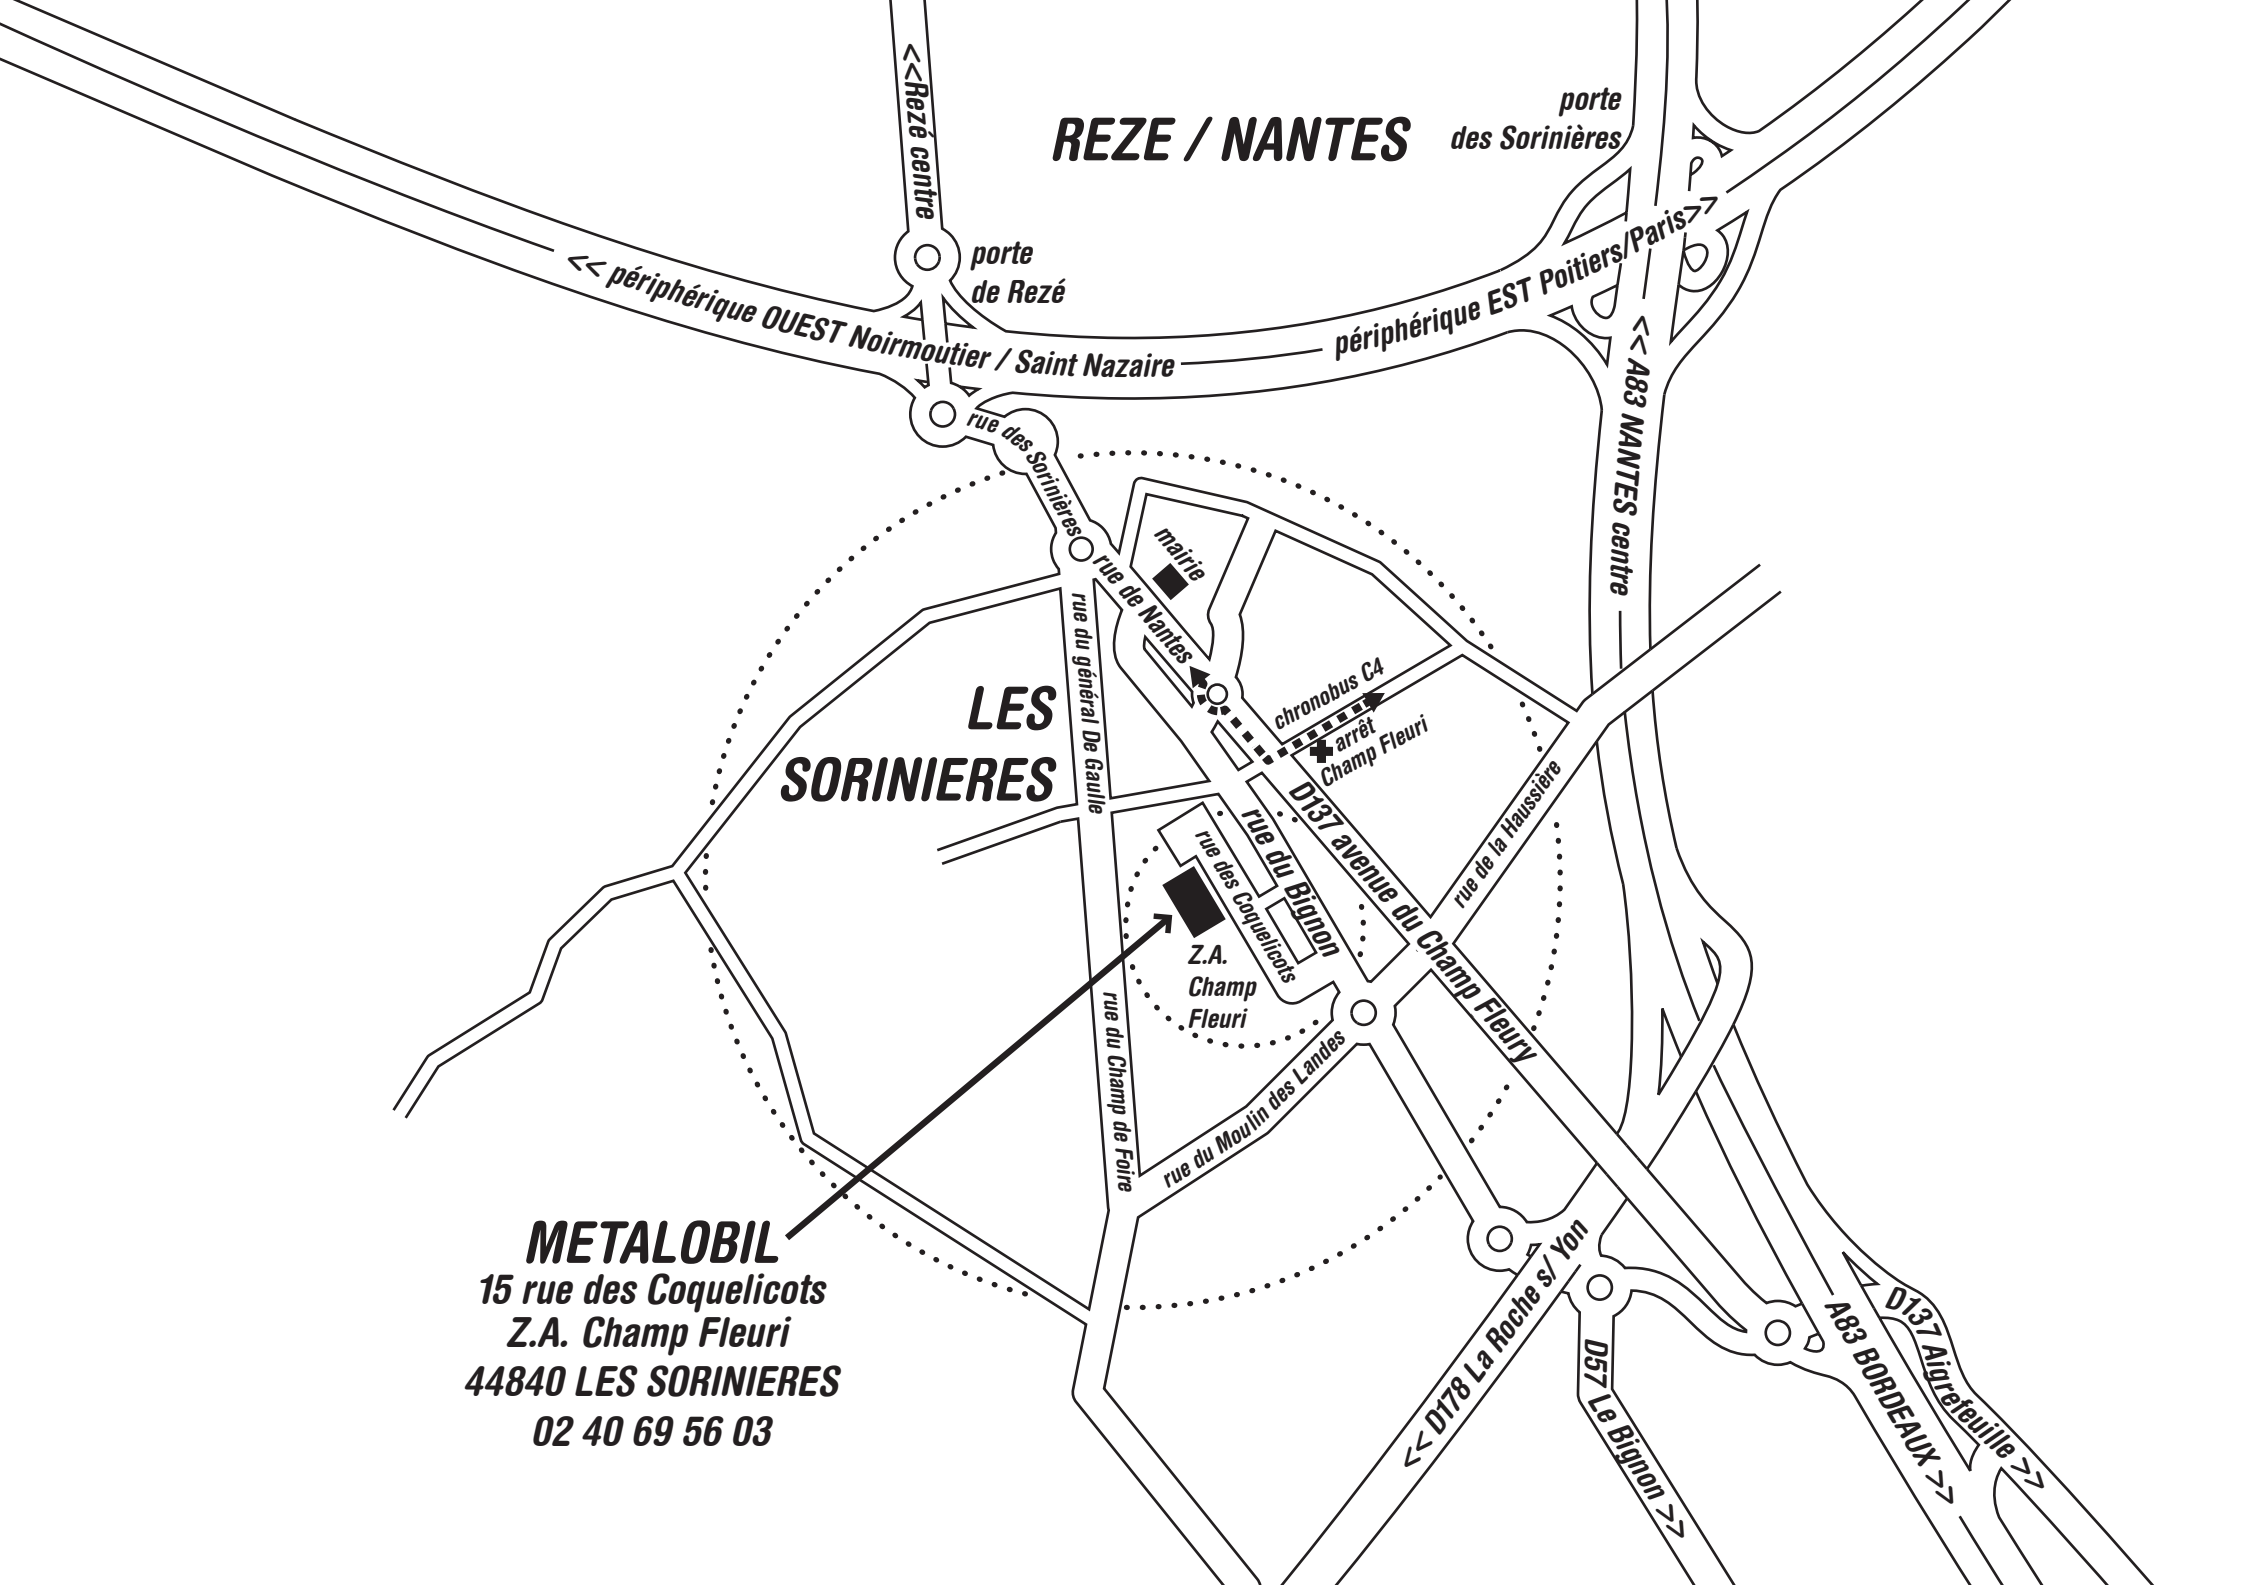 <<Rezé centre
REZE / NANTES
porte
des Sorinières
porte
de Rezé
<< périphérique OUEST Noirmoutier / Saint Nazaire
périphérique EST Poitiers/Paris>>
<< A83 NANTES centre
rue des Sorinières
mairie
rue de Nantes
rue du général De Gaulle
chronobus C4
arrêt
Champ Fleuri
LES
SORINIERES
rue de la Haussière
D137 avenue du Champ Fleury
rue du Bignon
rue des Coquelicots
Z.A.
Champ
Fleuri
rue du Champ de Foire
rue du Moulin des Landes
METALOBIL
15 rue des Coquelicots
Z.A. Champ Fleuri
44840 LES SORINIERES
02 40 69 56 03
<< D178 La Roche s/ Yon
D57 Le Bignon >>
A83 BORDEAUX >>
D137 Aigrefeuille >>